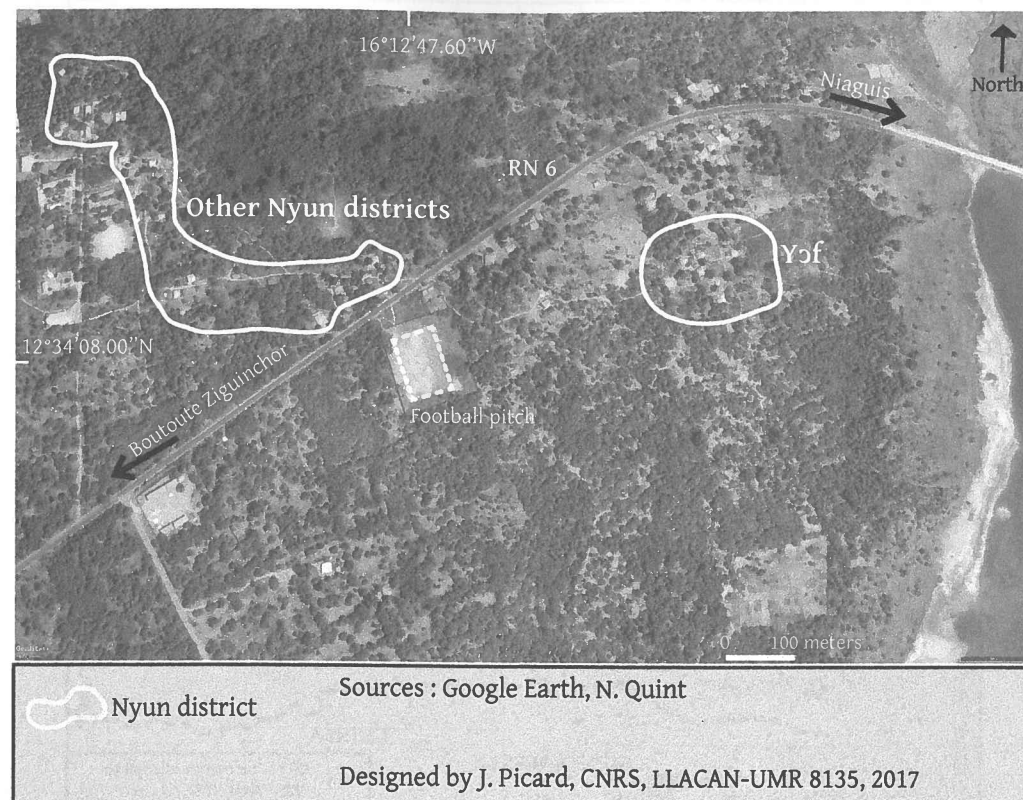 16°12'47.60"W
North
Niaguis
RN 6
Other Nyun districts
Yɔf
12°34'08.00"N
Boutoute Ziguinchor
Football pitch
0 100 meters
Nyun district
Sources : Google Earth, N. Quint
Designed by J. Picard, CNRS, LLACAN-UMR 8135, 2017